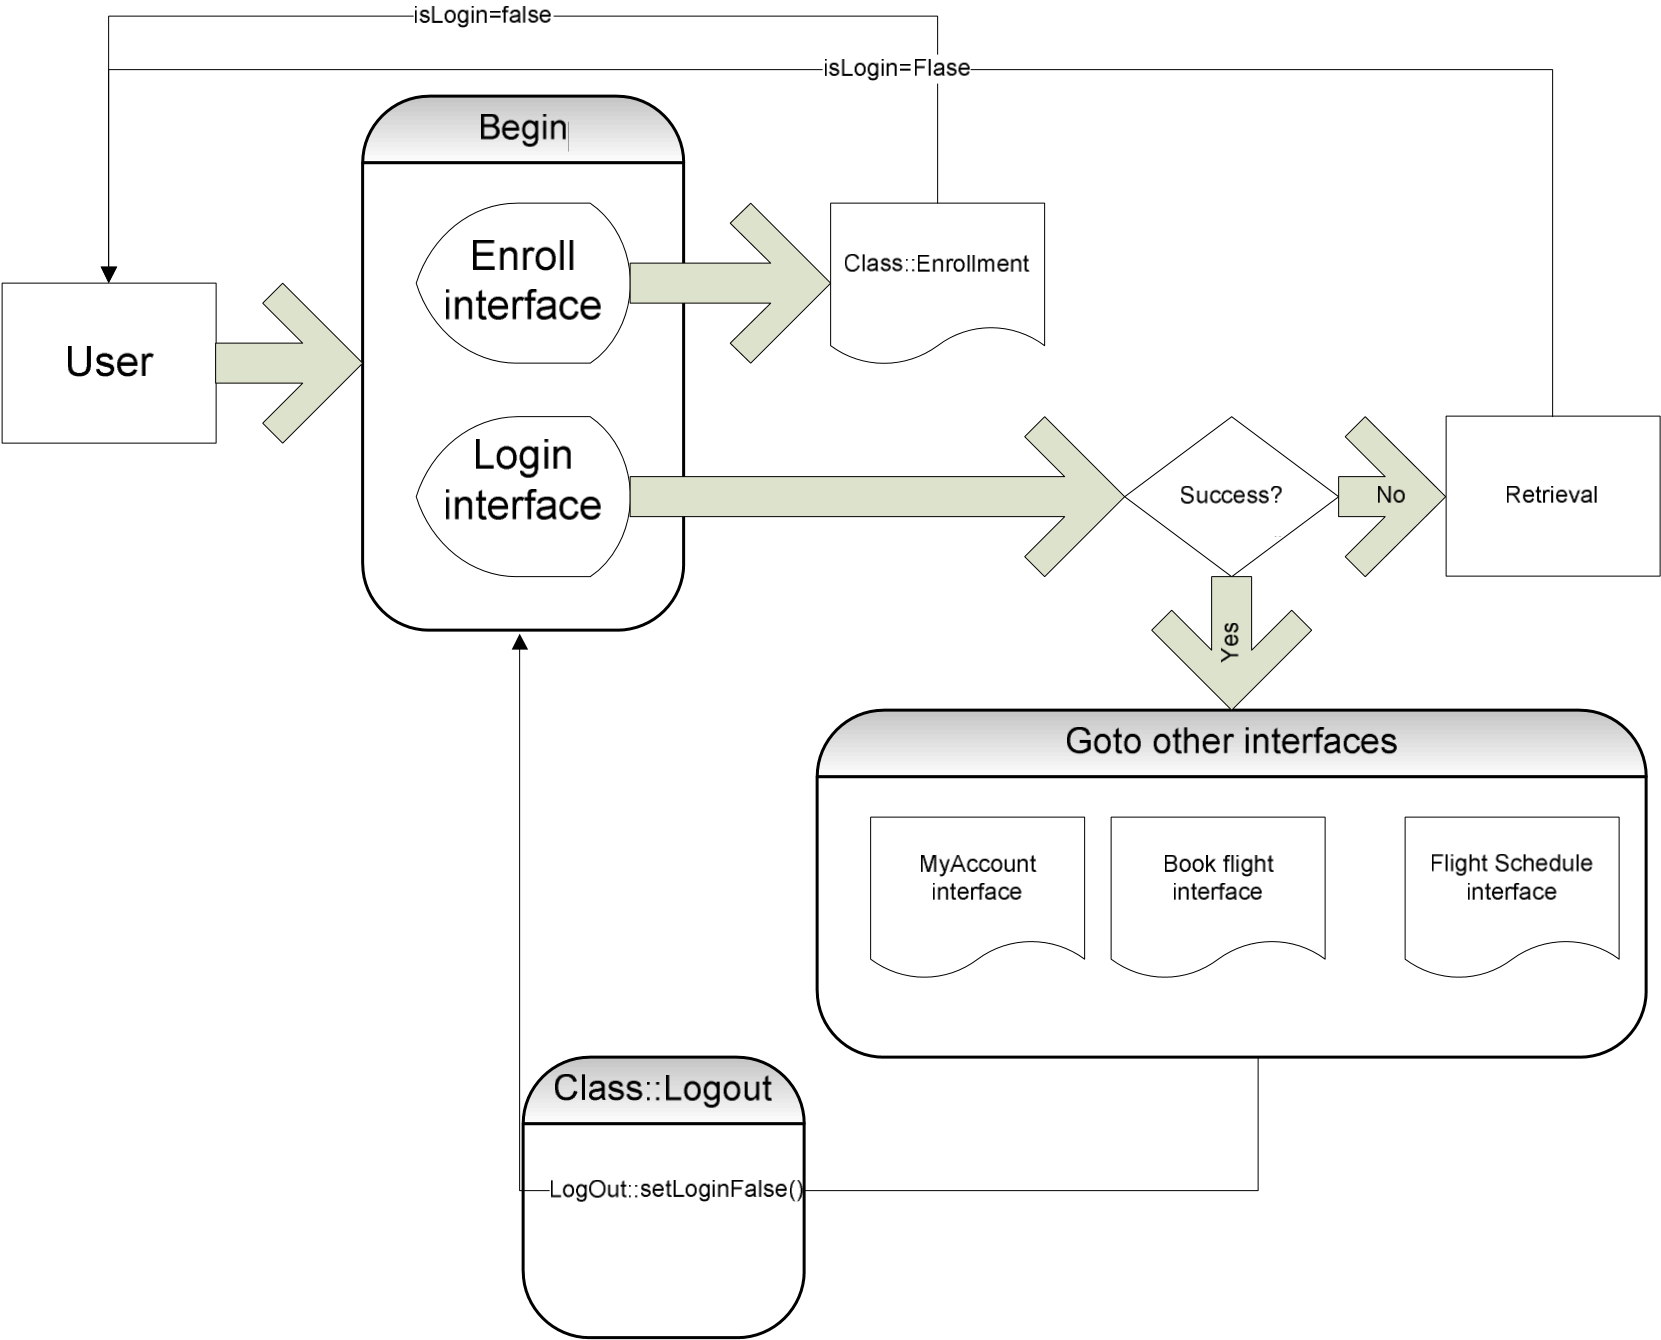 isLogin=false
isLogin=Flase
Begin
Enroll
interface
Class::Enrollment
User
Login
interface
Success?
No
Retrieval
Yes
Goto other interfaces
MyAccount
interface
Book flight
interface
Flight Schedule
interface
Class::Logout
LogOut::setLoginFalse()